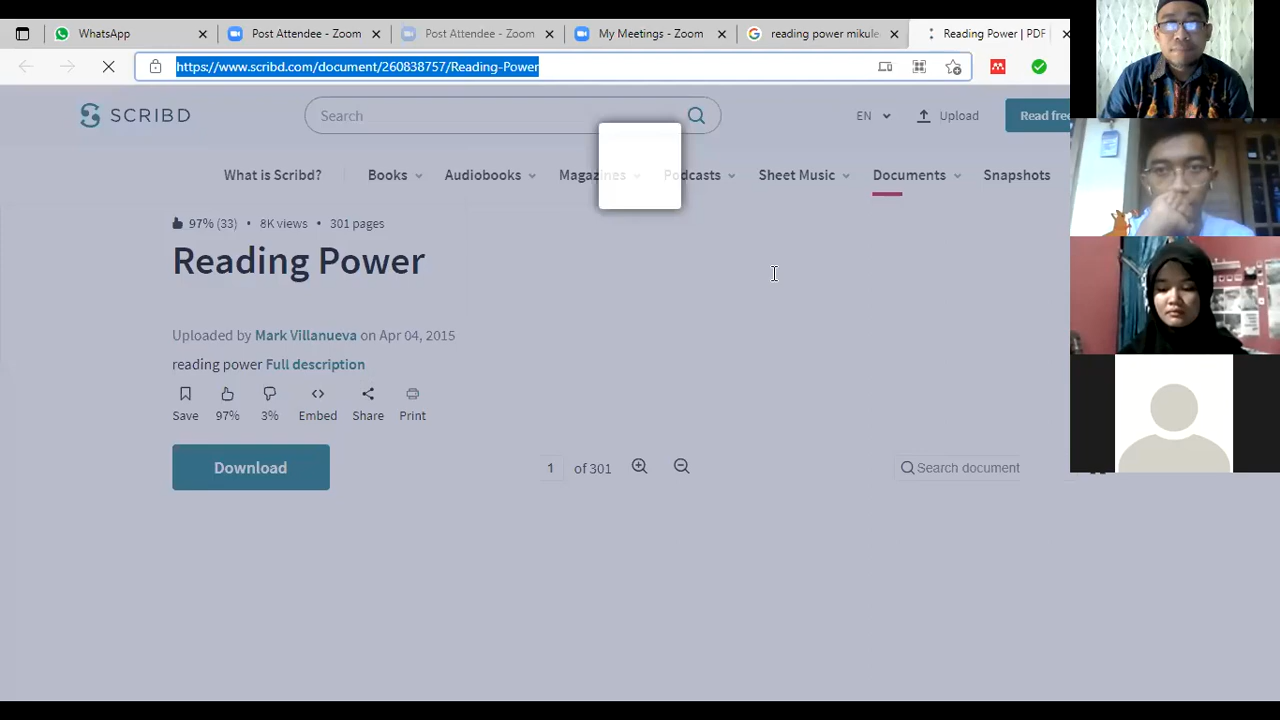 WhatsApp
Post Attendee - Zoom
Post Attendee - Zoom
My Meetings - Zoom
reading power mikule
Reading Power | PDF
https://www.scribd.com/document/260838757/Reading-Power
SCRIBD
Search
EN
Upload
Read free
What is Scribd?
Books
Audiobooks
Magazines
Podcasts
Sheet Music
Documents
Snapshots
97% (33) • 8K views • 301 pages
Reading Power
Uploaded by Mark Villanueva on Apr 04, 2015
reading power Full description
Save
97%
3%
Embed
Share
Print
Download
1 of 301
Search document